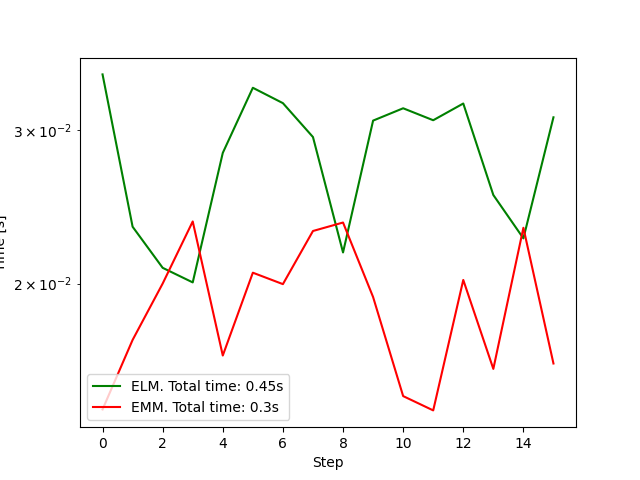 3 × 10⁻²
2 × 10⁻²
Time [s]
ELM. Total time: 0.45s
EMM. Total time: 0.3s
0 2 4 6 8 10 12 14
Step